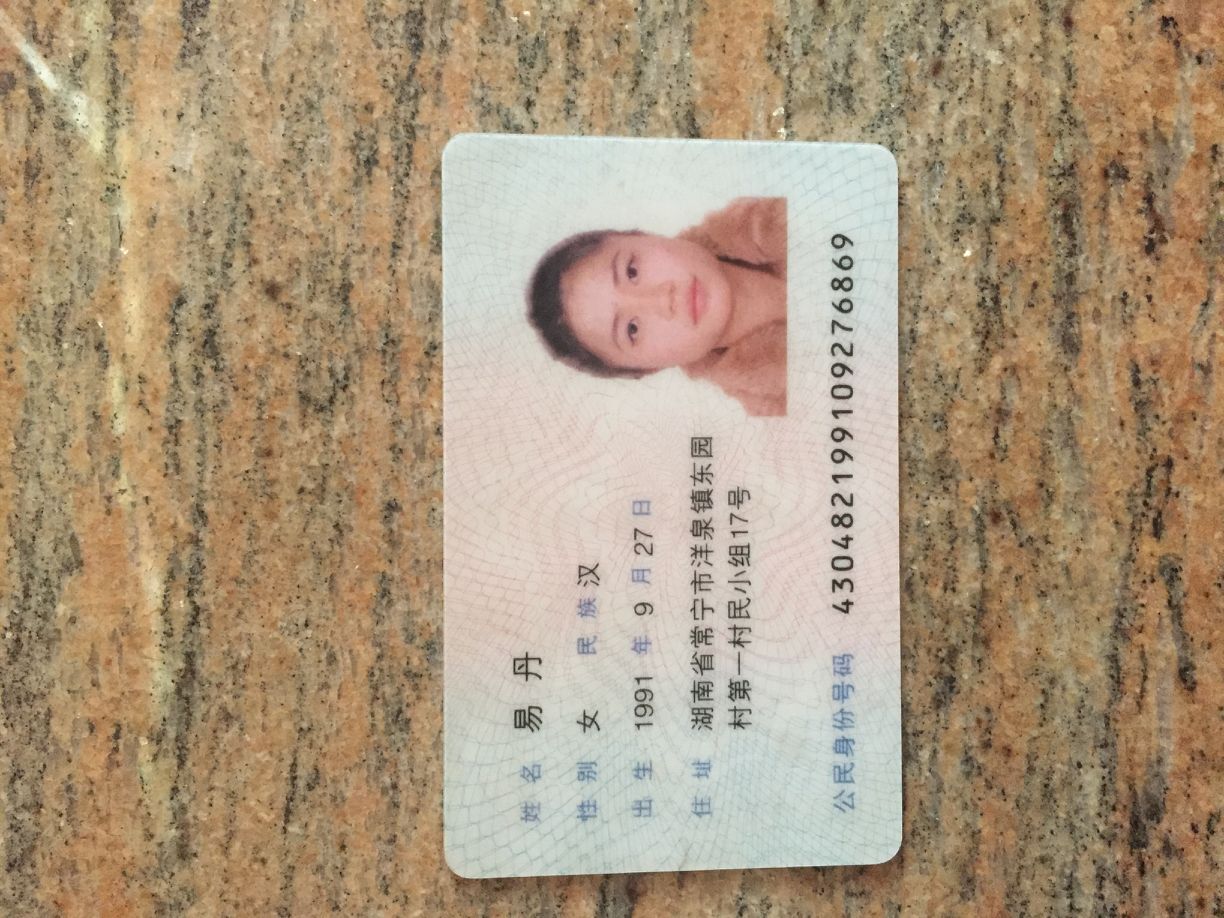 姓名 易丹
性别 女 民族 汉
出生 1991 年 9 月 27 日
住址 湖南省常宁市洋泉镇东园
村第一村民小组17号
公民身份号码 430482199109276869